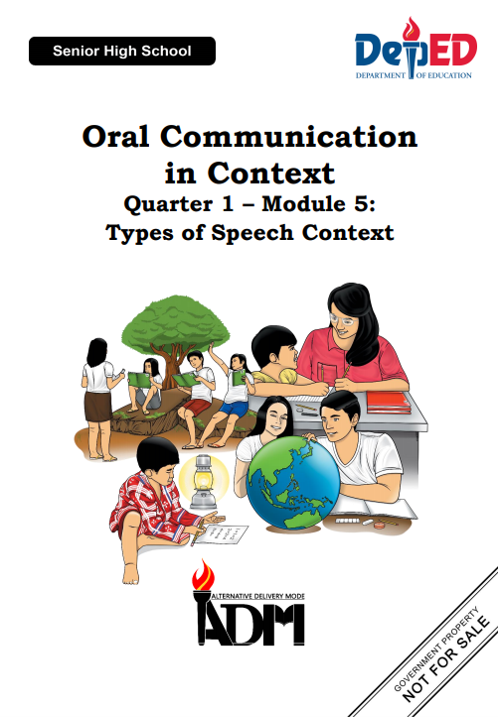 Senior High School
DepED
DEPARTMENT OF EDUCATION
Oral Communication
in Context
Quarter 1 – Module 5:
Types of Speech Context
ALTERNATIVE DELIVERY MODE
ADM
GOVERNMENT PROPERTY
NOT FOR SALE